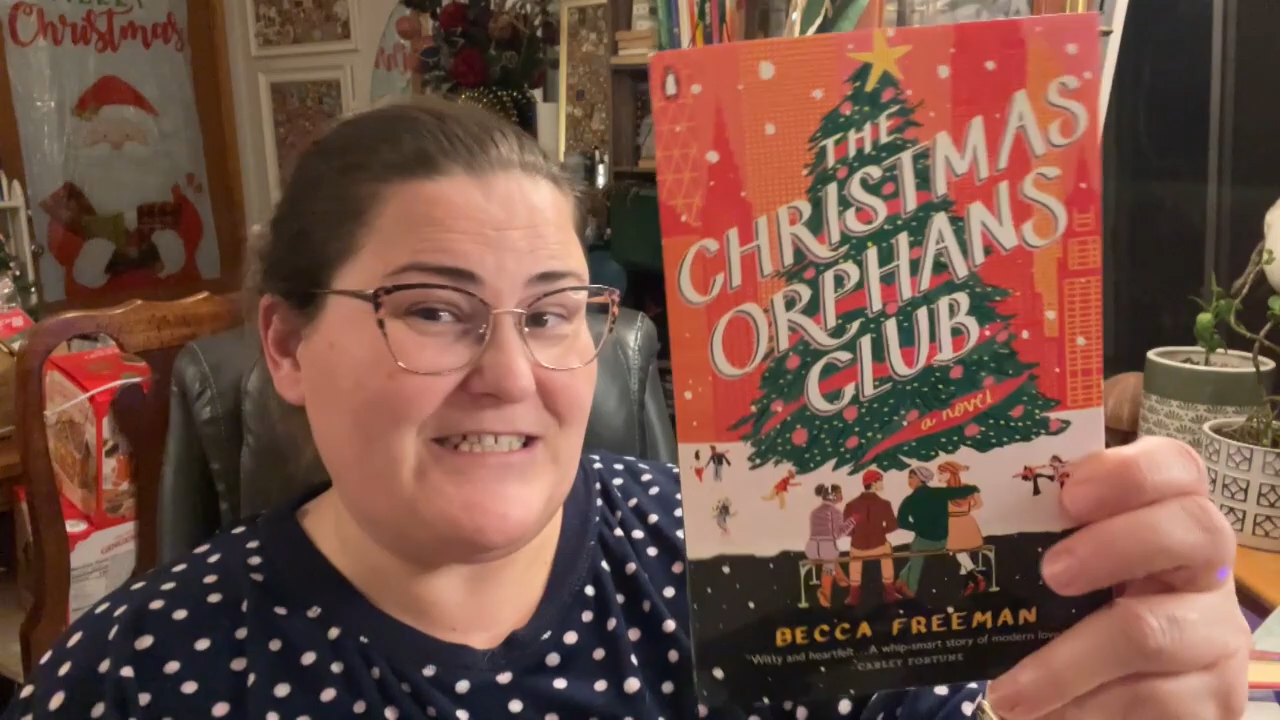 Christmas
THE
CHRISTMAS
ORPHANS
CLUB
a novel
BECCA FREEMAN
"Witty and heartfelt...A whip-smart story of modern love
CARLEY FORTUNE